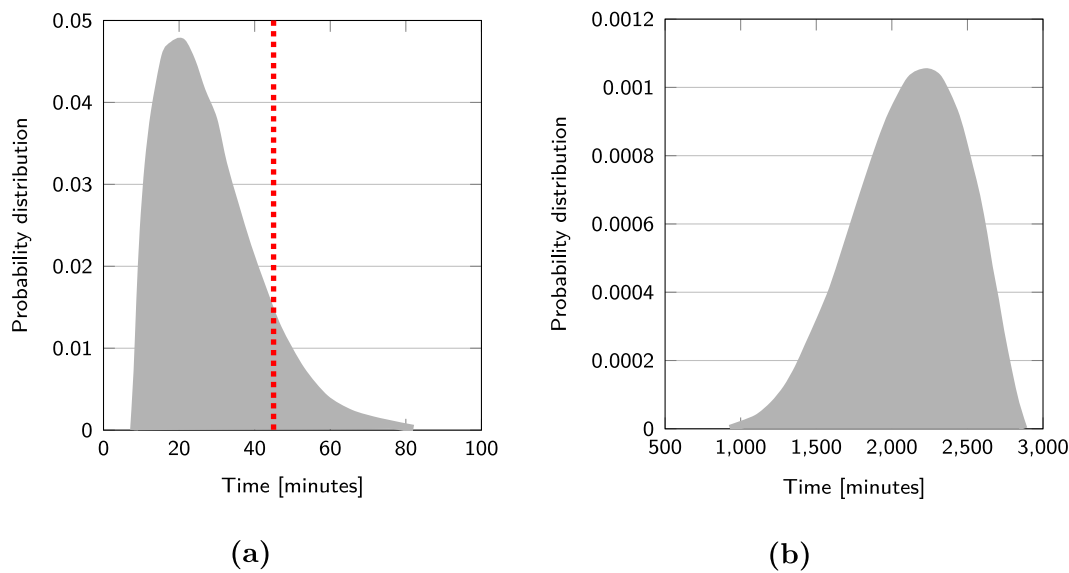 0.05
0.04
0.03
0.02
0.01
0
0 20 40 60 80 100
Probability distribution
Time [minutes]
(a)
0.0012
0.001
0.0008
0.0006
0.0004
0.0002
0
500 1,000 1,500 2,000 2,500 3,000
Probability distribution
Time [minutes]
(b)